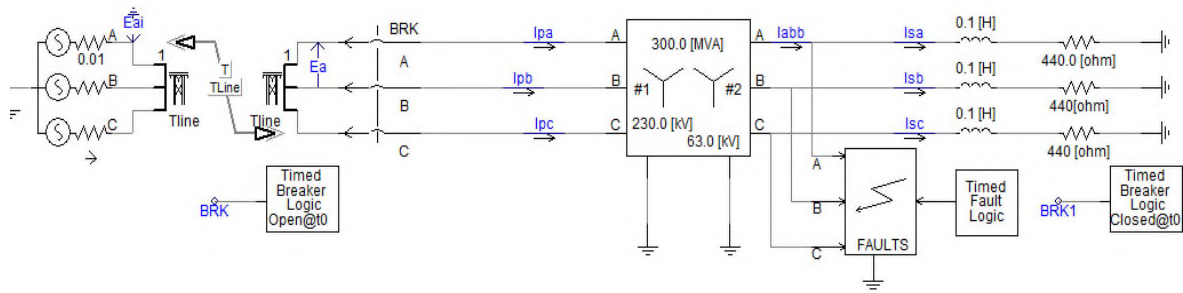 Eai
A
0.01
B
C
1
Tline
T
TLine
1
Tline
Ea
BRK
A
B
C
Ipa
Ipb
Ipc
A
B
C
300.0 [MVA]
#1
#2
230.0 [kV]
63.0 [kV]
A
B
C
Iabb
Isa
Isb
Isc
0.1 [H]
440.0 [ohm]
0.1 [H]
440[ohm]
0.1 [H]
440 [ohm]
A
B
C
FAULTS
Timed
Fault
Logic
BRK
Timed
Breaker
Logic
Open@t0
BRK1
Timed
Breaker
Logic
Closed@t0